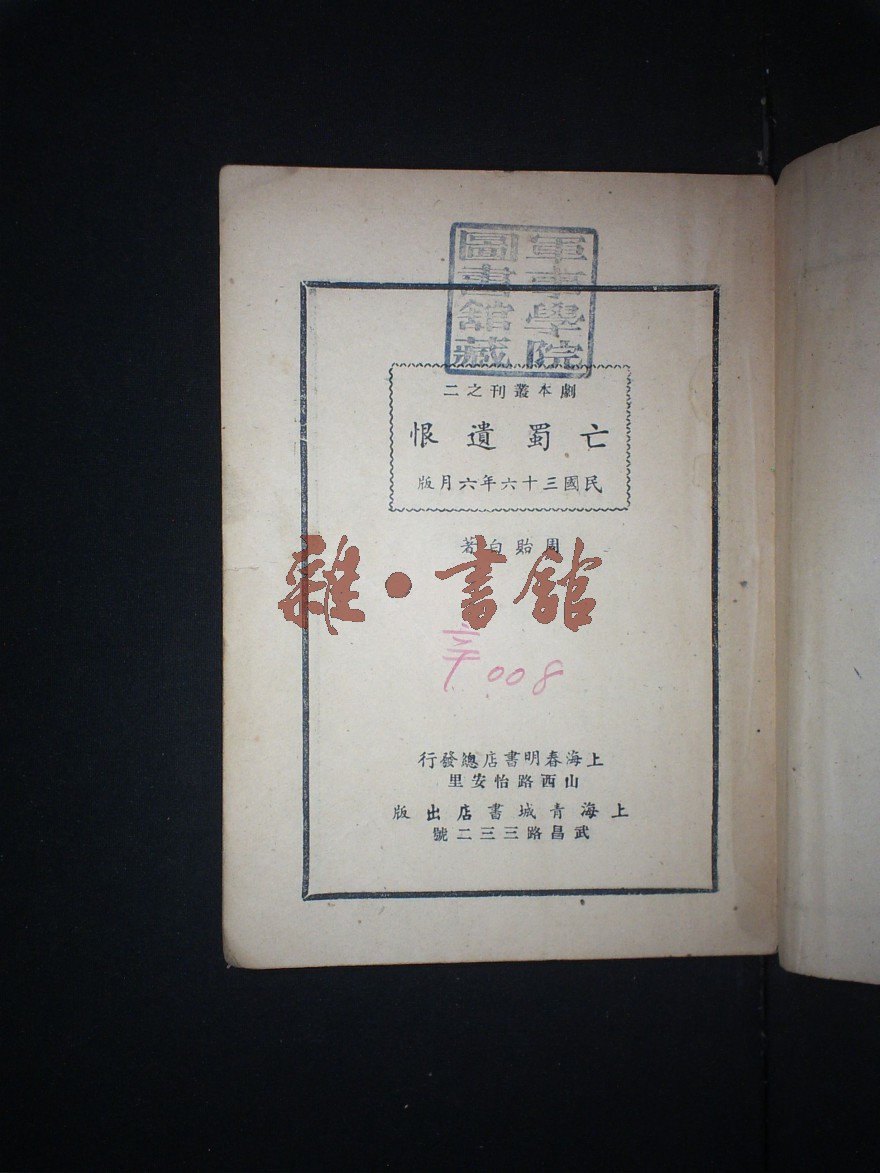 軍事學院
圖書館藏
劇本叢刊之二
亡蜀遺恨
民國三十六年六月版
周貽白著
雜·書館
008
上海春明書店總發行
山西路怡安里
上海青城書店出版
武昌路三三二號